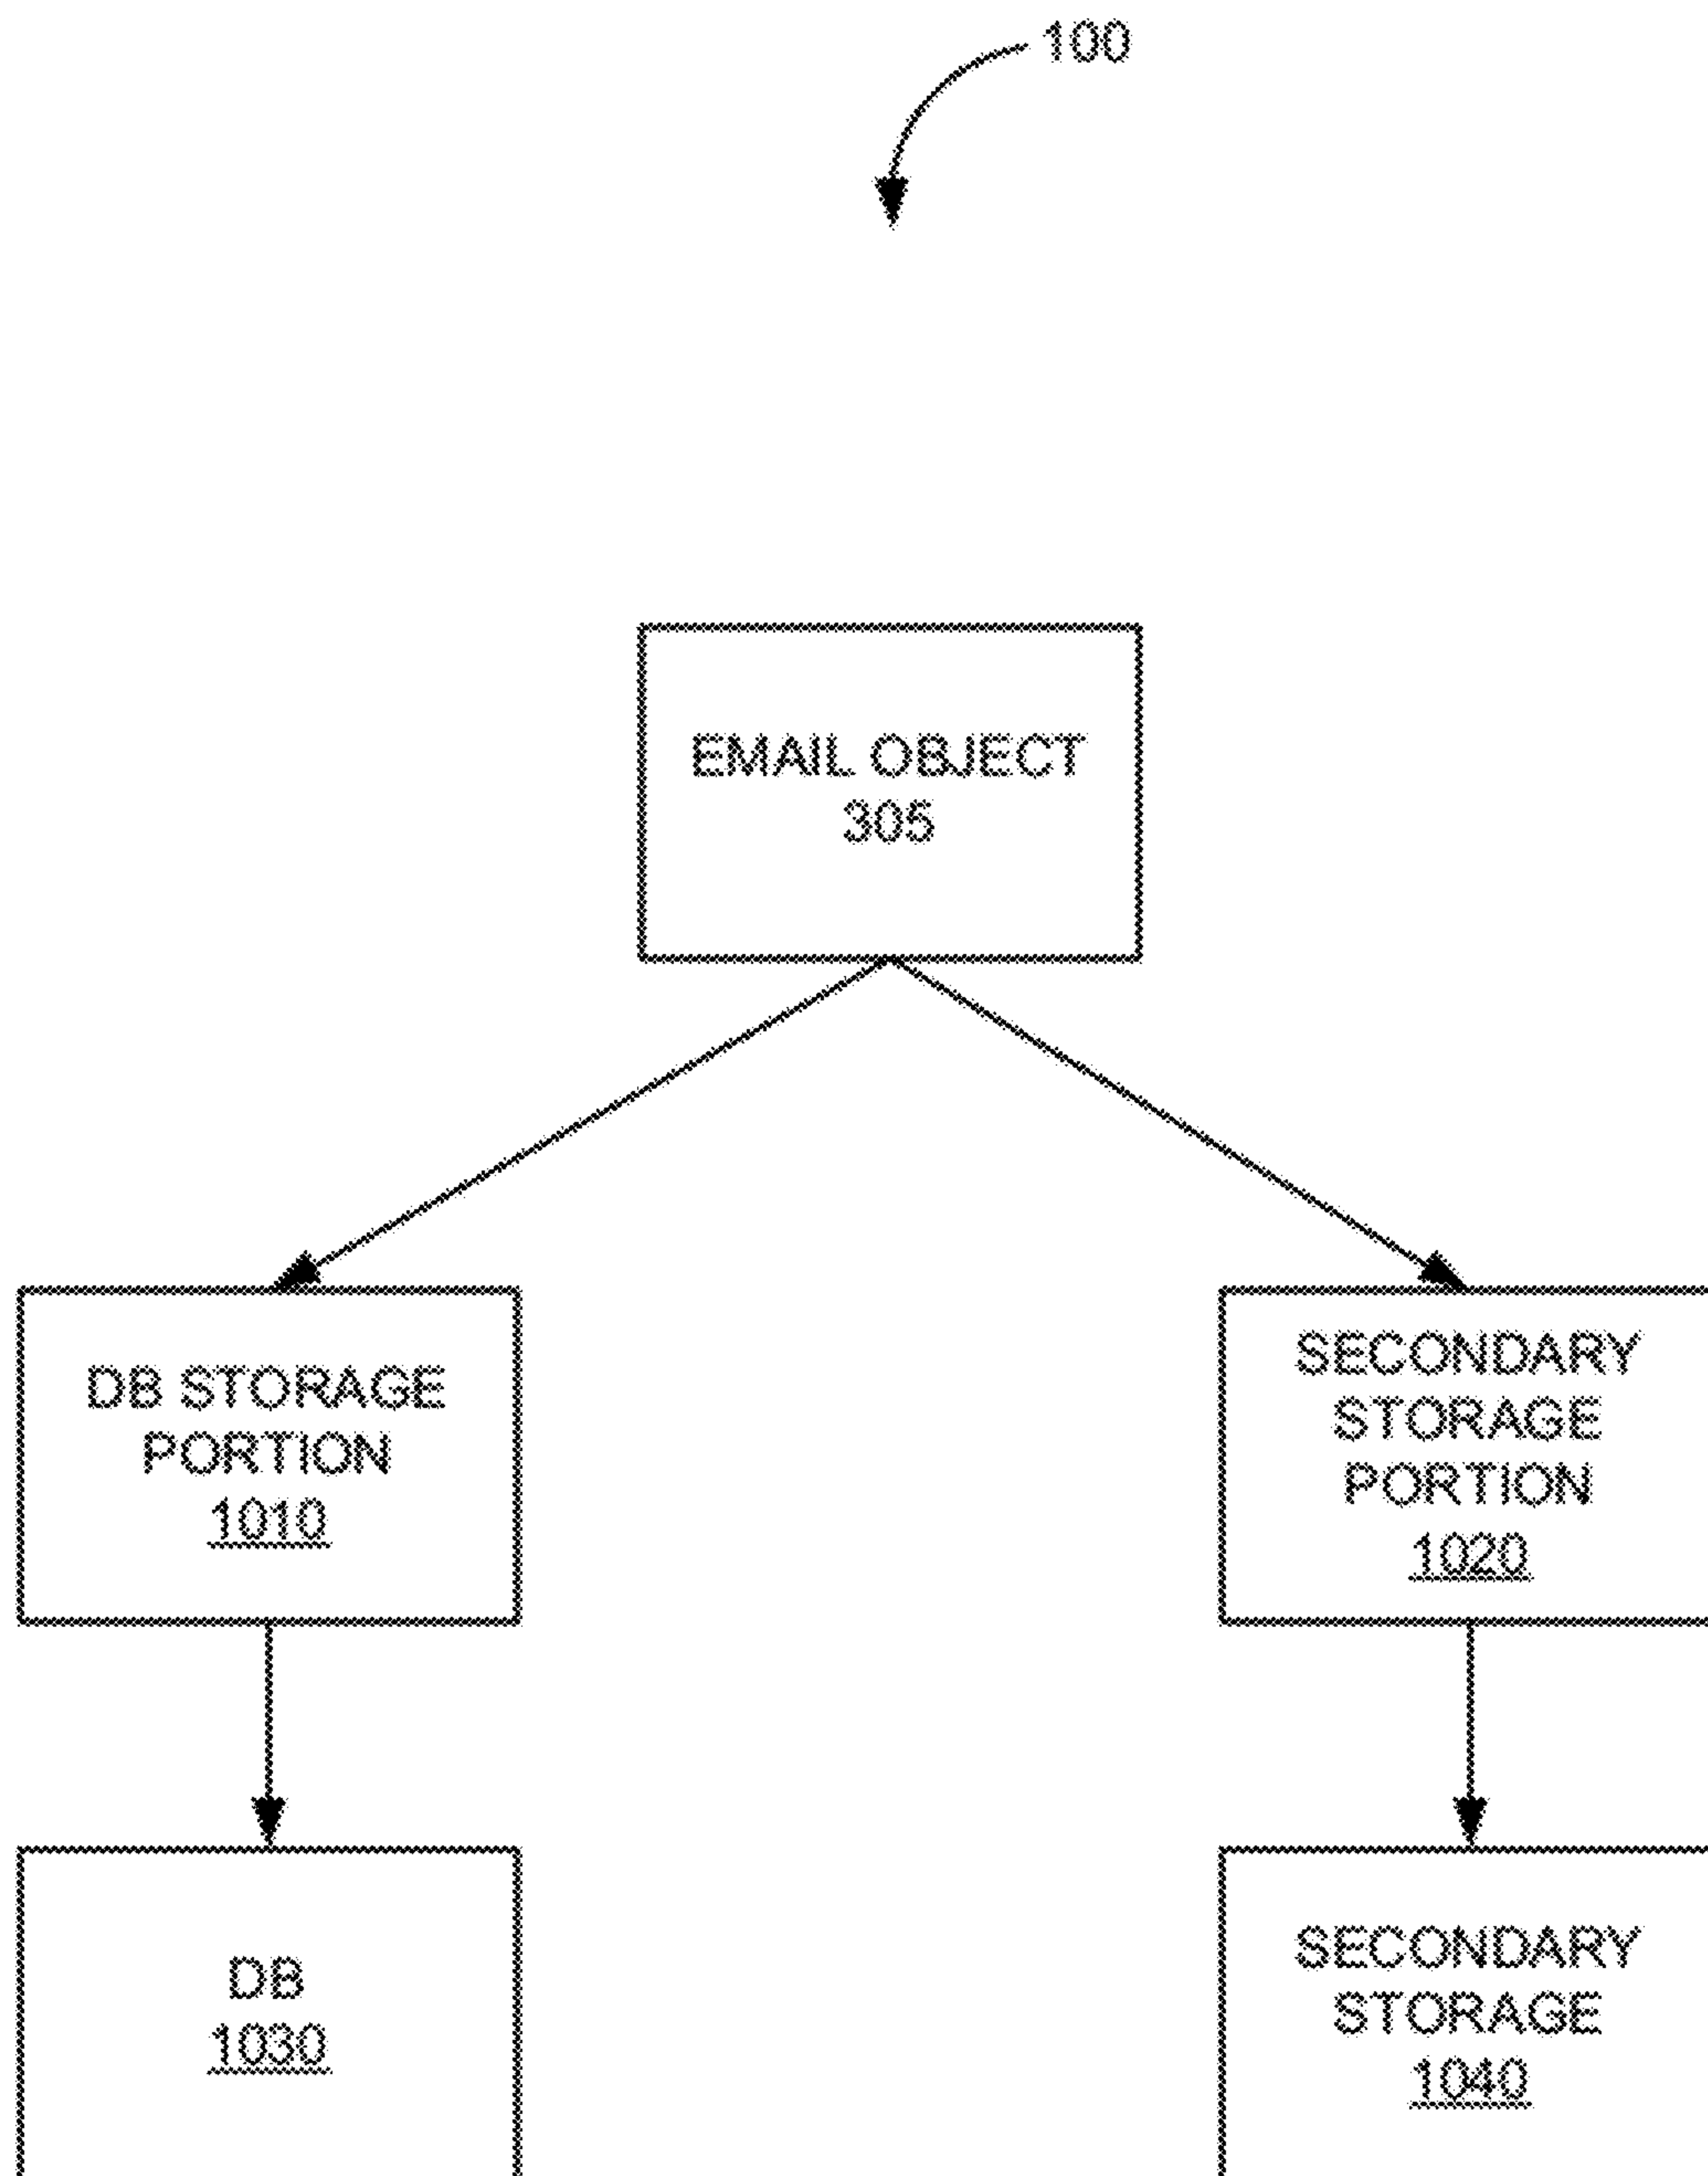 100
EMAIL OBJECT
305
DB STORAGE
PORTION
1010
SECONDARY
STORAGE
PORTION
1020
DB
1030
SECONDARY
STORAGE
1040